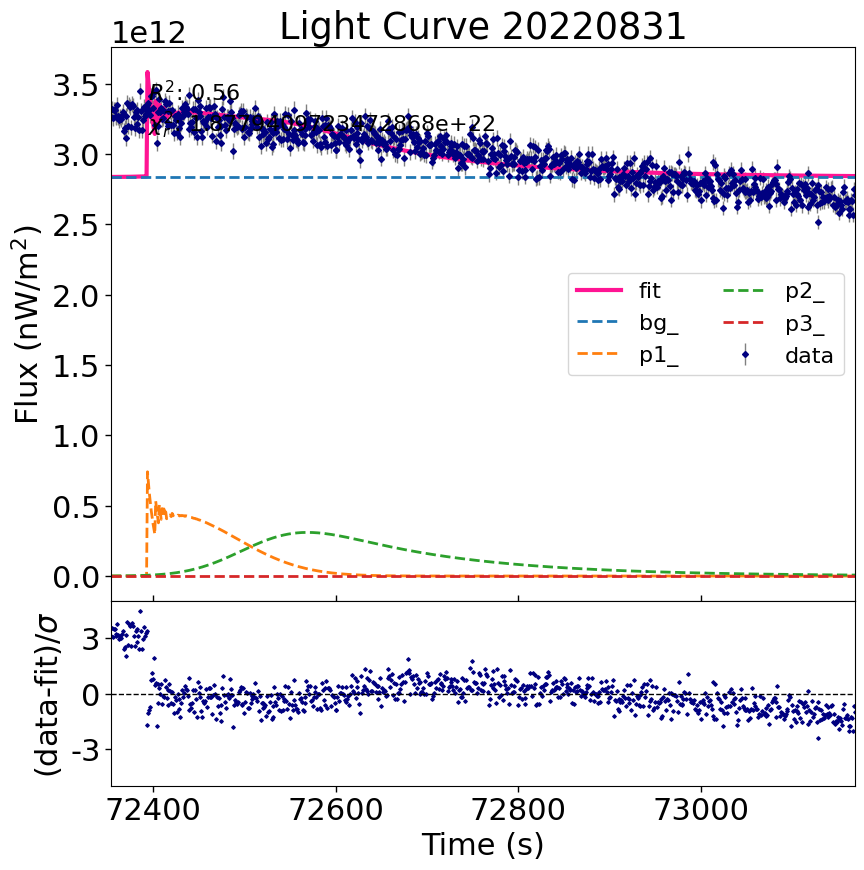 Light Curve 20220831
1e12
R²: 0.56
3.5
3.0
2.5
2.0
1.5
1.0
0.5
0.0
Flux (nW/m²)
fit
bg_
p1_
p2_
p3_
data
3
0
-3
(data-fit)/σ
72400 72600 72800 73000
Time (s)